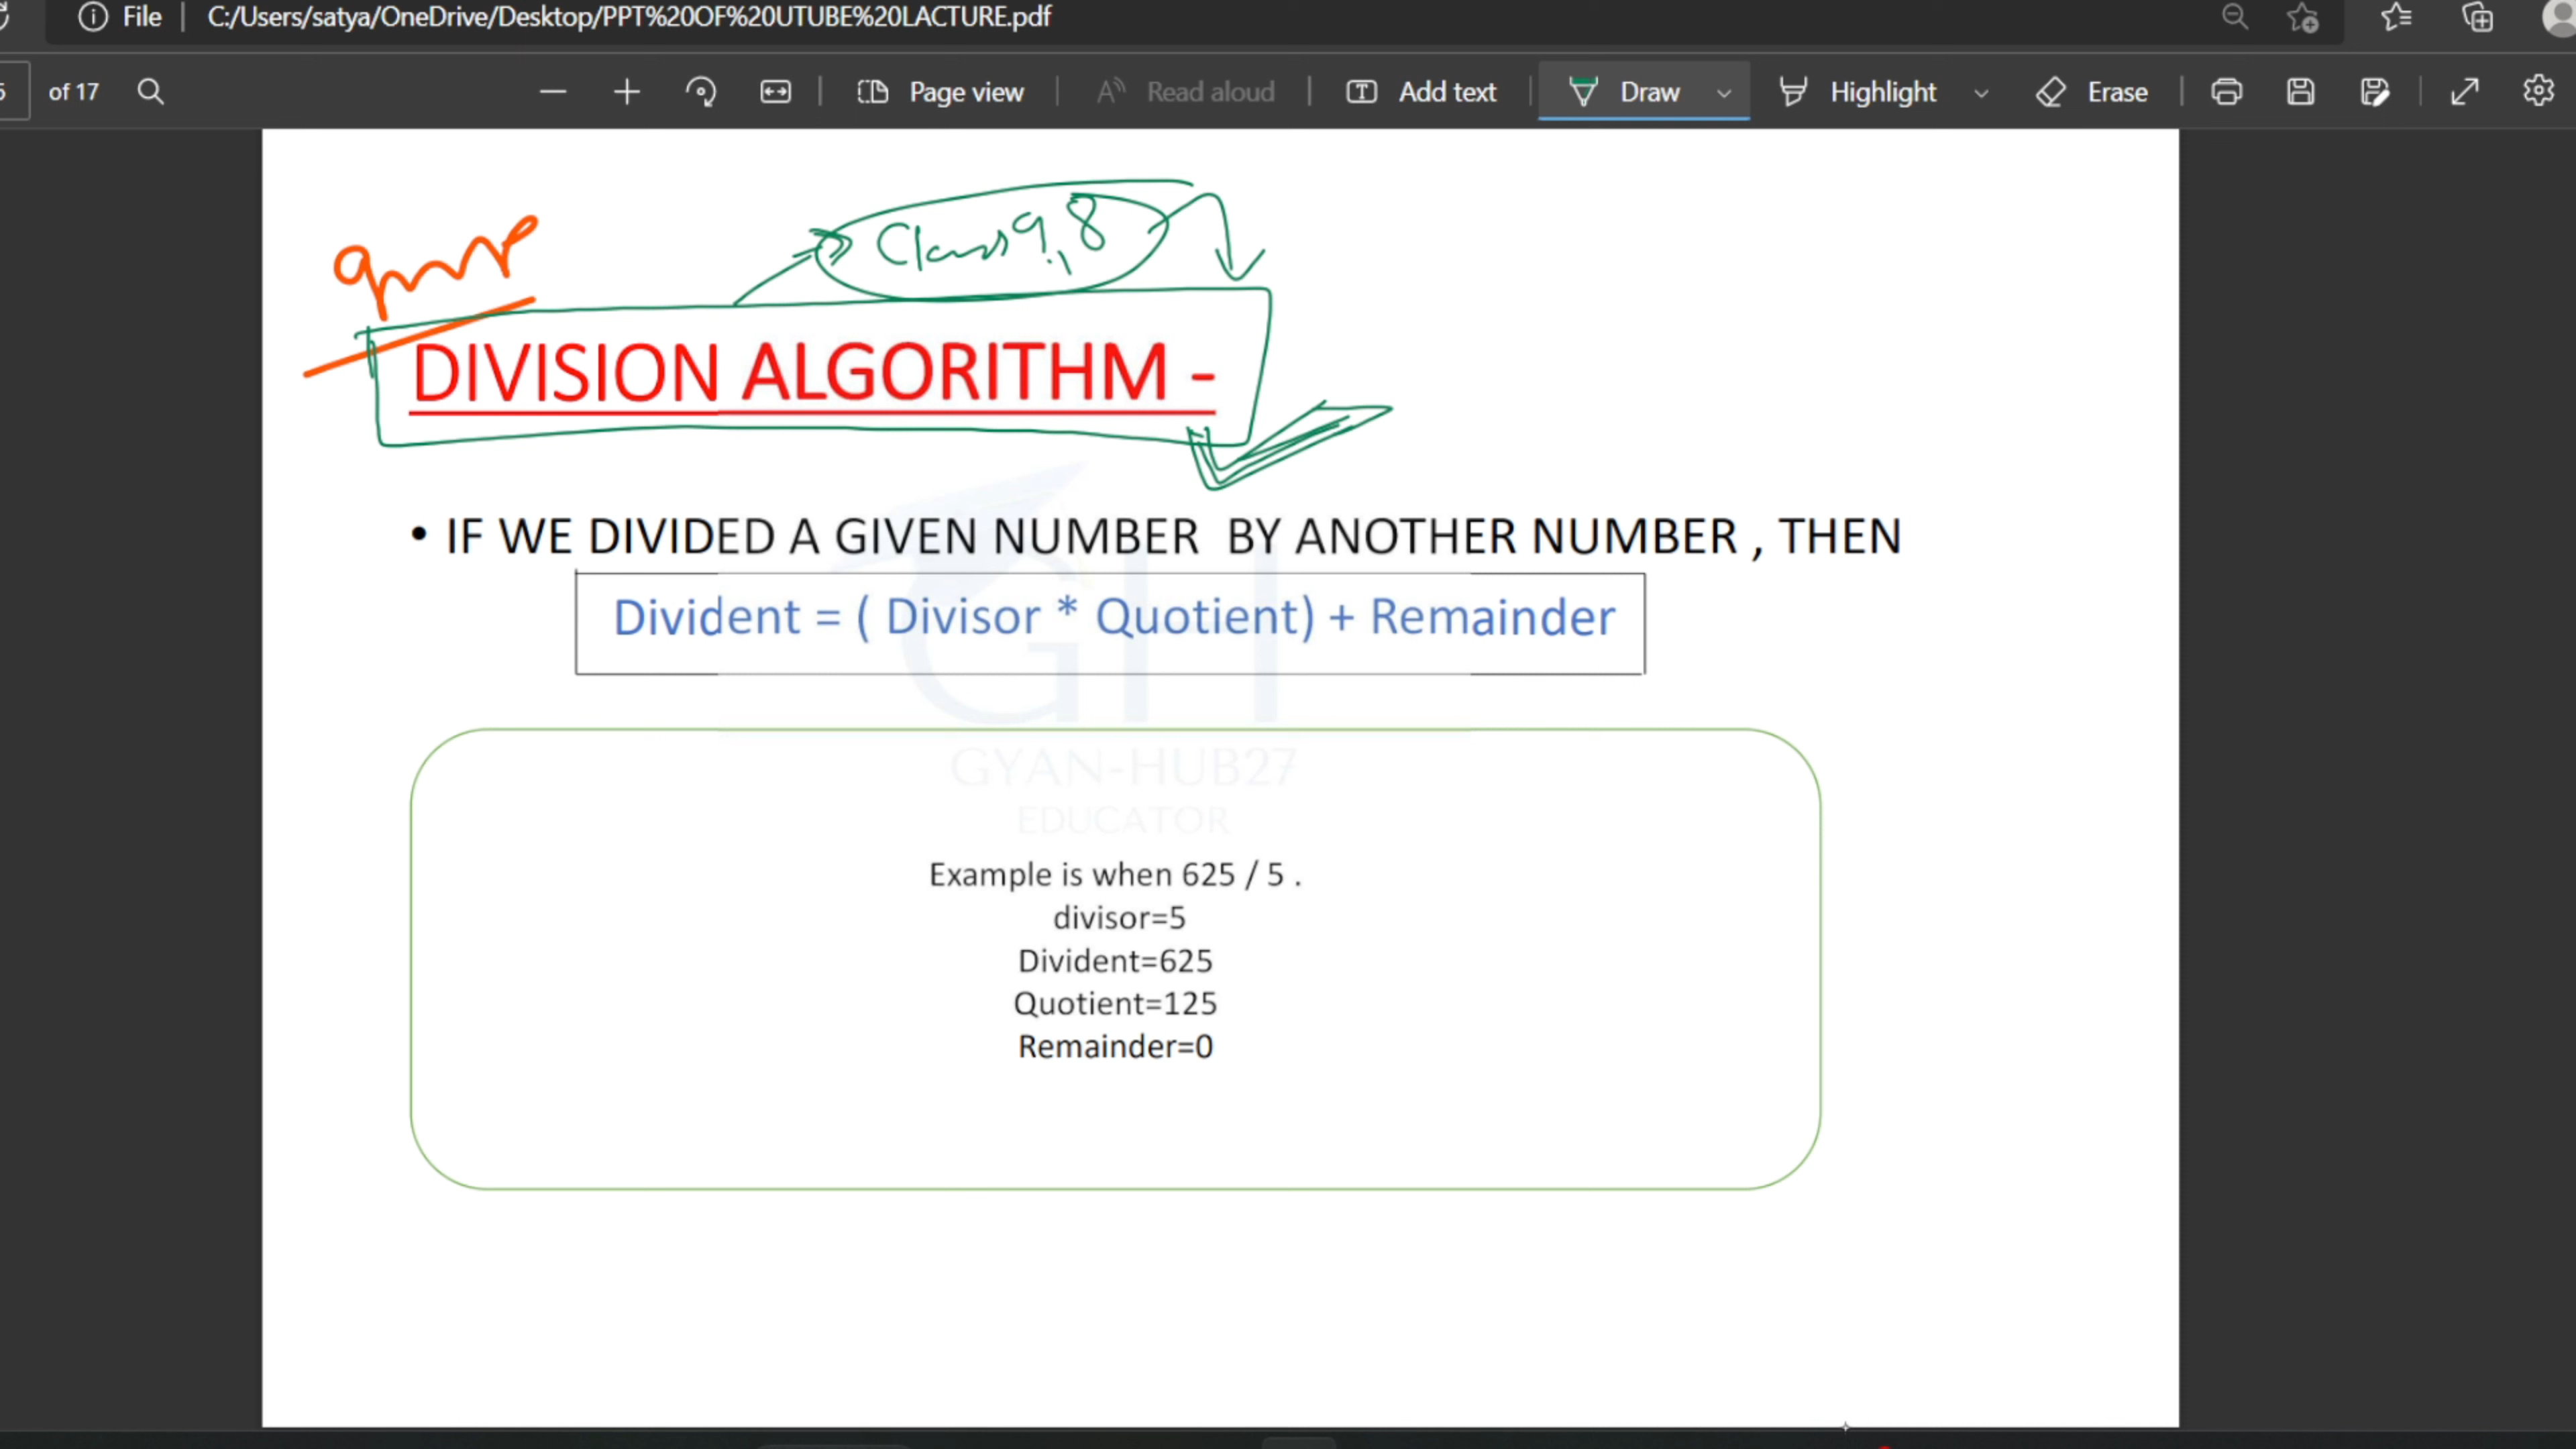 File | C:/Users/satya/OneDrive/Desktop/PPT%20OF%20UTUBE%20LACTURE.pdf
of 17 Page view Read aloud Add text Draw Highlight Erase
Class 9,8
DIVISION ALGORITHM -
• IF WE DIVIDED A GIVEN NUMBER BY ANOTHER NUMBER , THEN
Divident = ( Divisor * Quotient) + Remainder
GYAN-HUB27
EDUCATOR
Example is when 625 / 5 .
divisor=5
Divident=625
Quotient=125
Remainder=0